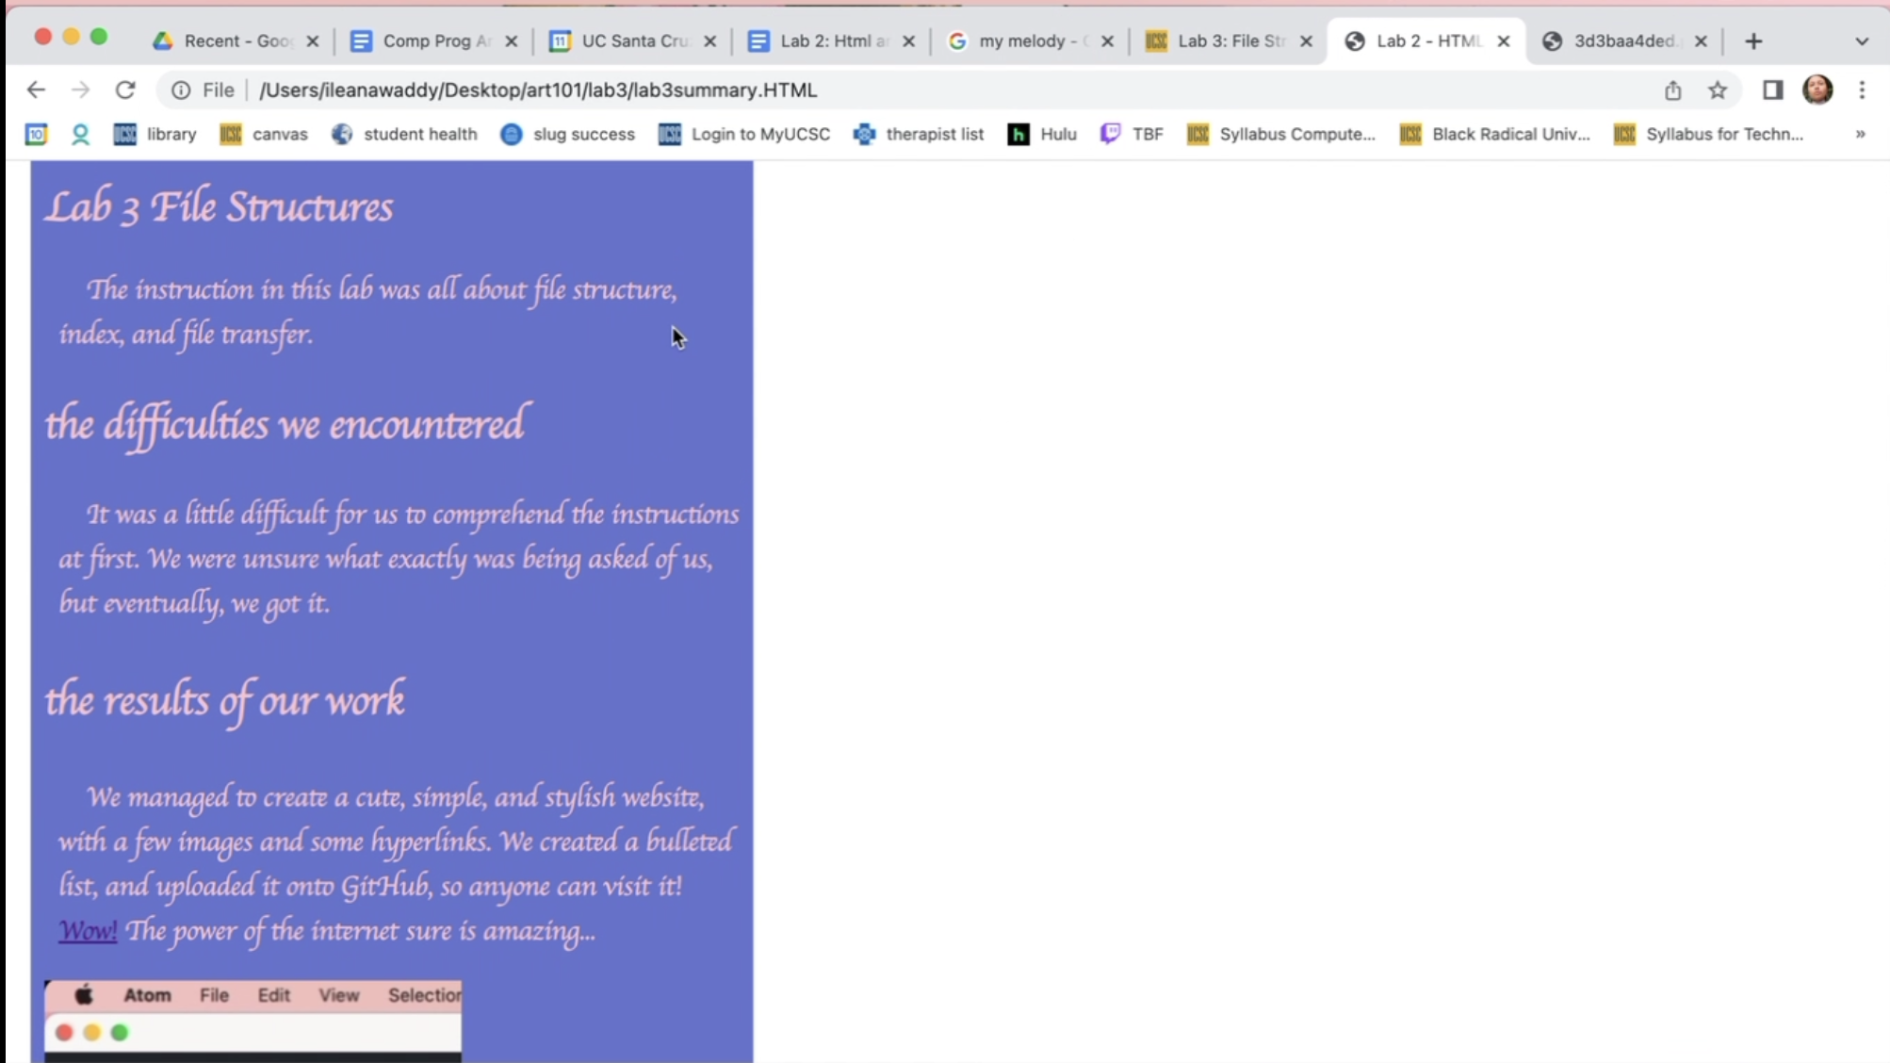 Recent - Goo
Comp Prog Ar
UC Santa Cru
Lab 2: Html a
my melody -
Lab 3: File Str
Lab 2 - HTML
3d3baa4ded.
File
/Users/ileanawaddy/Desktop/art101/lab3/lab3summary.HTML
10 library canvas student health slug success Login to MyUCSC therapist list Hulu TBF Syllabus Compute... Black Radical Univ... Syllabus for Techn... »
Lab 3 File Structures
The instruction in this lab was all about file structure,
index, and file transfer.
the difficulties we encountered
It was a little difficult for us to comprehend the instructions
at first. We were unsure what exactly was being asked of us,
but eventually, we got it.
the results of our work
We managed to create a cute, simple, and stylish website,
with a few images and some hyperlinks. We created a bulleted
list, and uploaded it onto GitHub, so anyone can visit it!
Wow! The power of the internet sure is amazing...
Atom File Edit View Selection